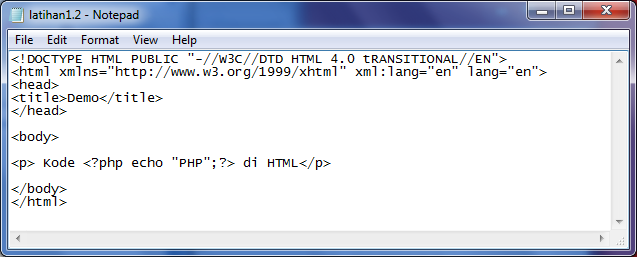 latihan1.2 - Notepad
File Edit Format View Help
<!DOCTYPE HTML PUBLIC "-//W3C//DTD HTML 4.0 tRANSITIONAL//EN">
<html xmlns="http://www.w3.org/1999/xhtml" xml:lang="en" lang="en">
<head>
<title>Demo</title>
</head>
<body>
<p> Kode <?php echo "PHP";?> di HTML</p>
</body>
</html>